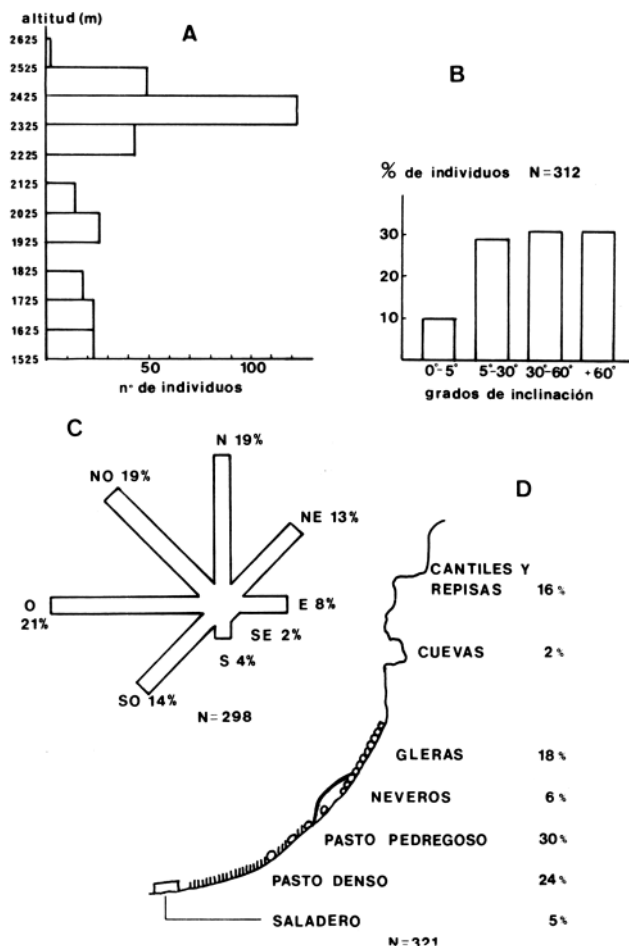 altitud (m)
A
2625
2525
2425
2325
2225
2125
2025
1925
1825
1725
1625
1525
50 100
nº de individuos
B
% de individuos N=312
30
20
10
0°-5° 5°-30° 30°-60° +60°
grados de inclinación
C
N 19%
NO 19%
NE 13%
O
21%
E 8%
SE 2%
S 4%
SO 14%
N=298
D
CANTILES Y
REPISAS 16%
CUEVAS 2%
GLERAS 18%
NEVEROS 6%
PASTO PEDREGOSO 30%
PASTO DENSO 24%
SALADERO 5%
N=321